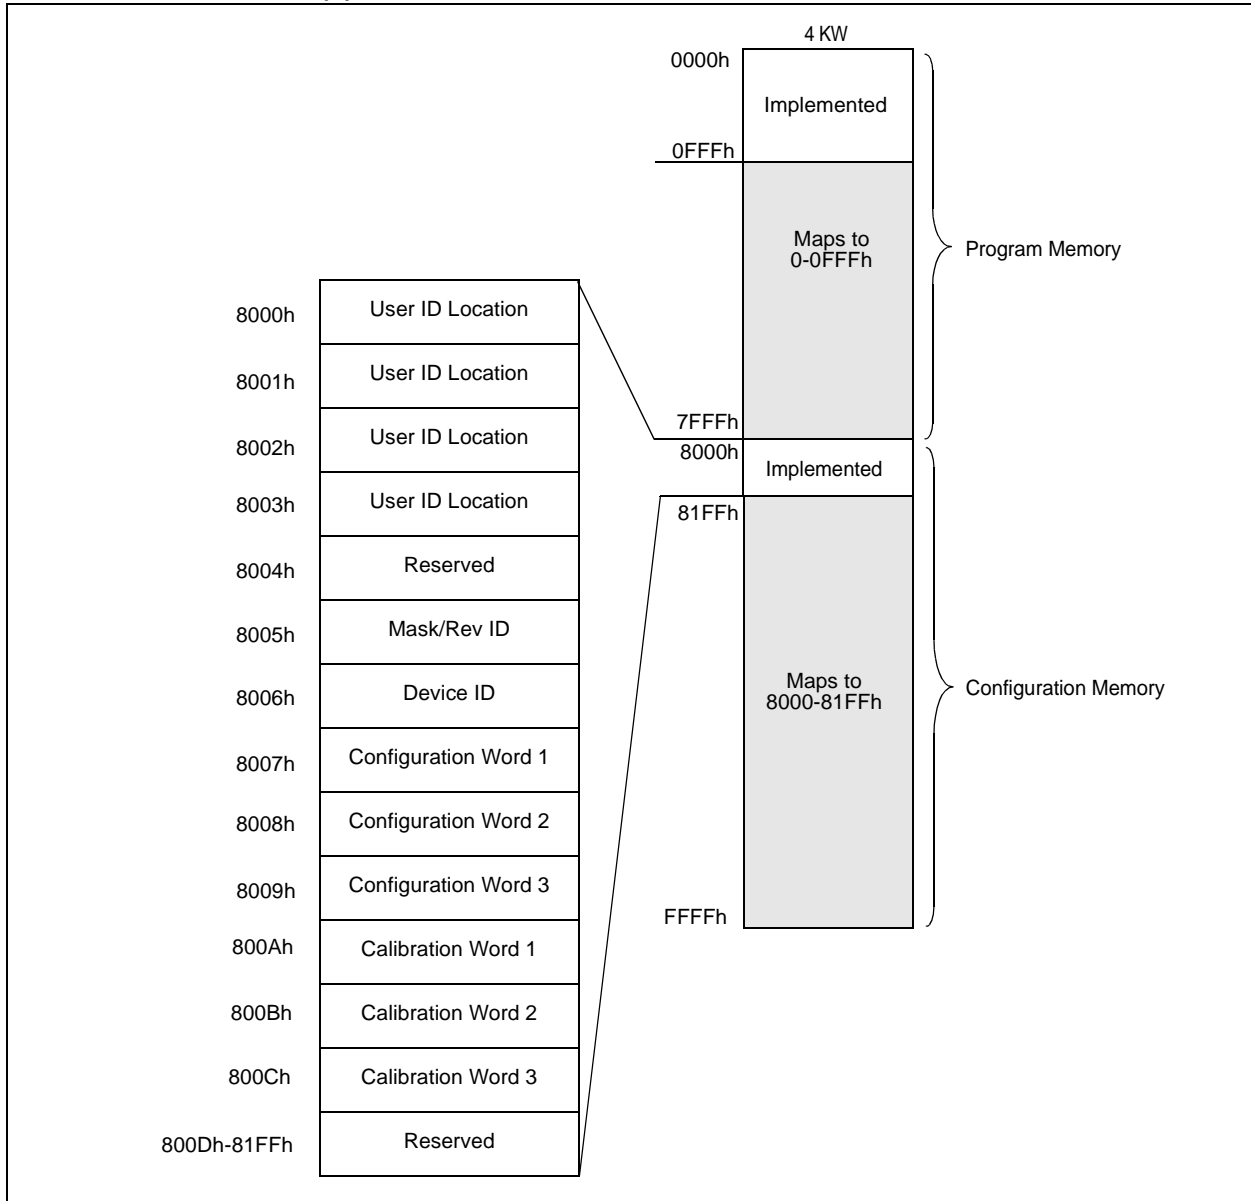 4 KW
0000h
Implemented
0FFFh
Maps to
0-0FFFh
Program Memory
7FFFh
8000h
Implemented
81FFh
Maps to
8000-81FFh
Configuration Memory
FFFFh
8000h User ID Location
8001h User ID Location
8002h User ID Location
8003h User ID Location
8004h Reserved
8005h Mask/Rev ID
8006h Device ID
8007h Configuration Word 1
8008h Configuration Word 2
8009h Configuration Word 3
800Ah Calibration Word 1
800Bh Calibration Word 2
800Ch Calibration Word 3
800Dh-81FFh Reserved